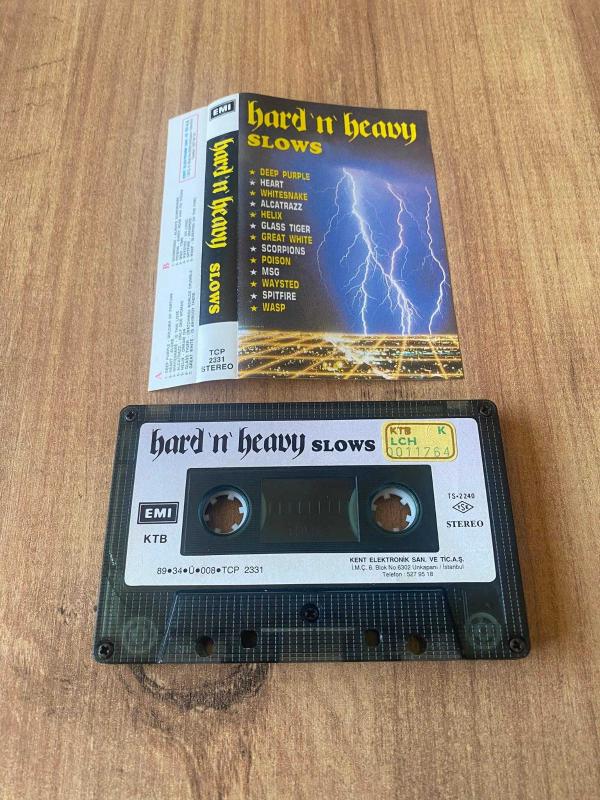 EMI
hard 'n' heavy
SLOWS
TCP
2331
STEREO
hard 'n' heavy
SLOWS
★ DEEP PURPLE
★ HEART
★ WHITESNAKE
★ ALCATRAZZ
★ HELIX
★ GLASS TIGER
★ GREAT WHITE
★ SCORPIONS
★ POISON
★ MSG
★ WAYSTED
★ SPITFIRE
★ WASP
B
A
hard 'n' heavy SLOWS
KTB K
LCH
0011764
EMI
KTB
TS-2240
TSE
STEREO
KENT ELEKTRONİK SAN. VE TİC.A.Ş.
İ.M.Ç. 6. Blok No 6302 Unkapanı / İstanbul
Telefon : 527 95 18
89●34●Ü●008●TCP 2331